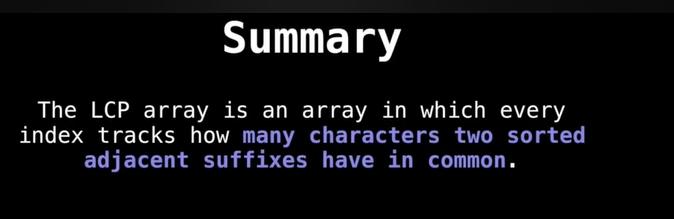 Summary
The LCP array is an array in which every
index tracks how many characters two sorted
adjacent suffixes have in common.